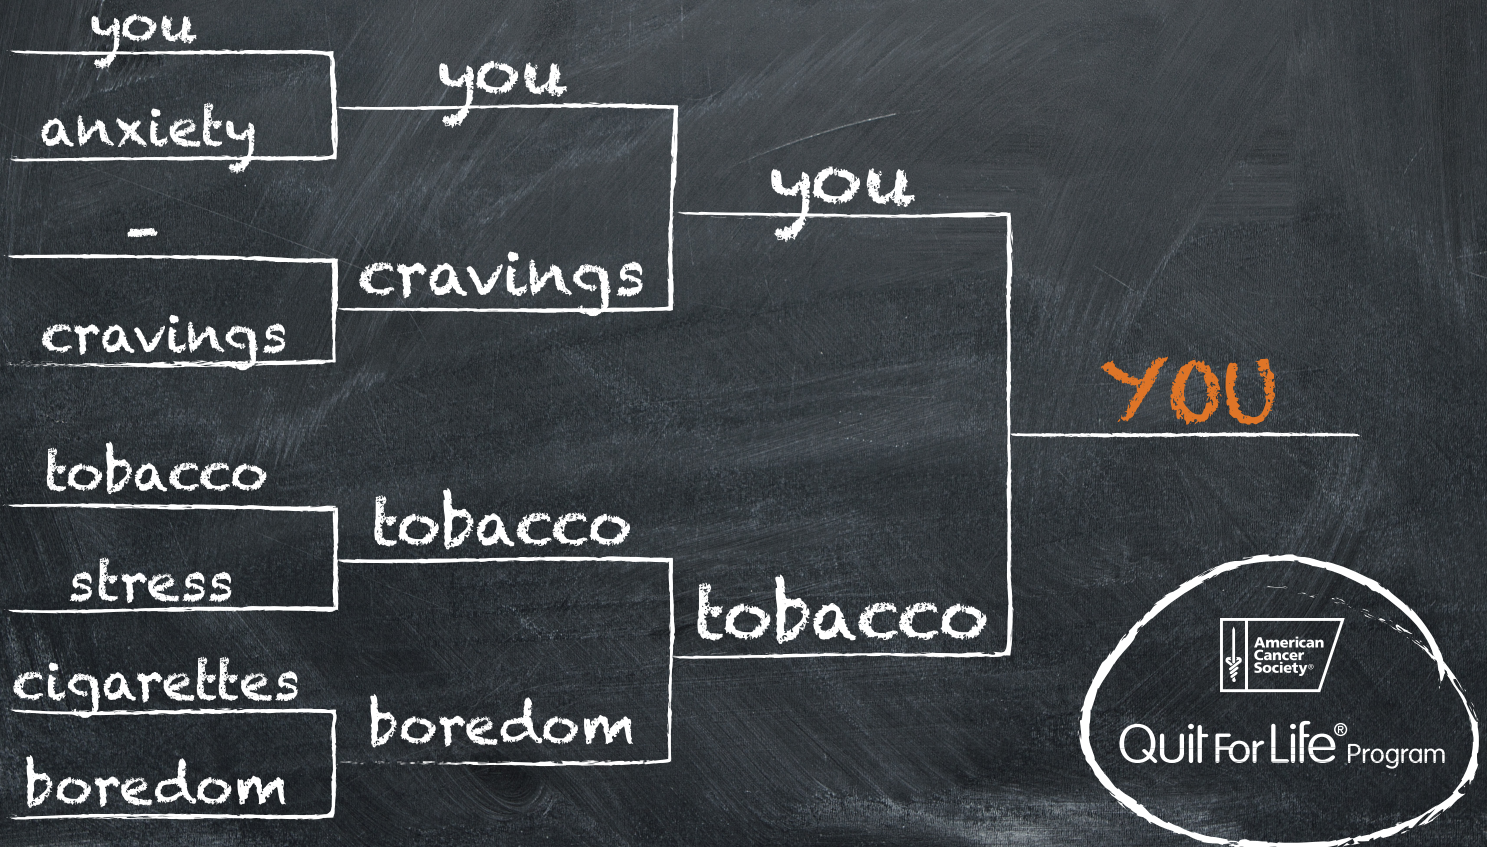 you
anxiety
-
cravings
tobacco
stress
cigarettes
boredom
you
cravings
tobacco
boredom
you
tobacco
YOU
American
Cancer
Society®
Quit For Life® Program